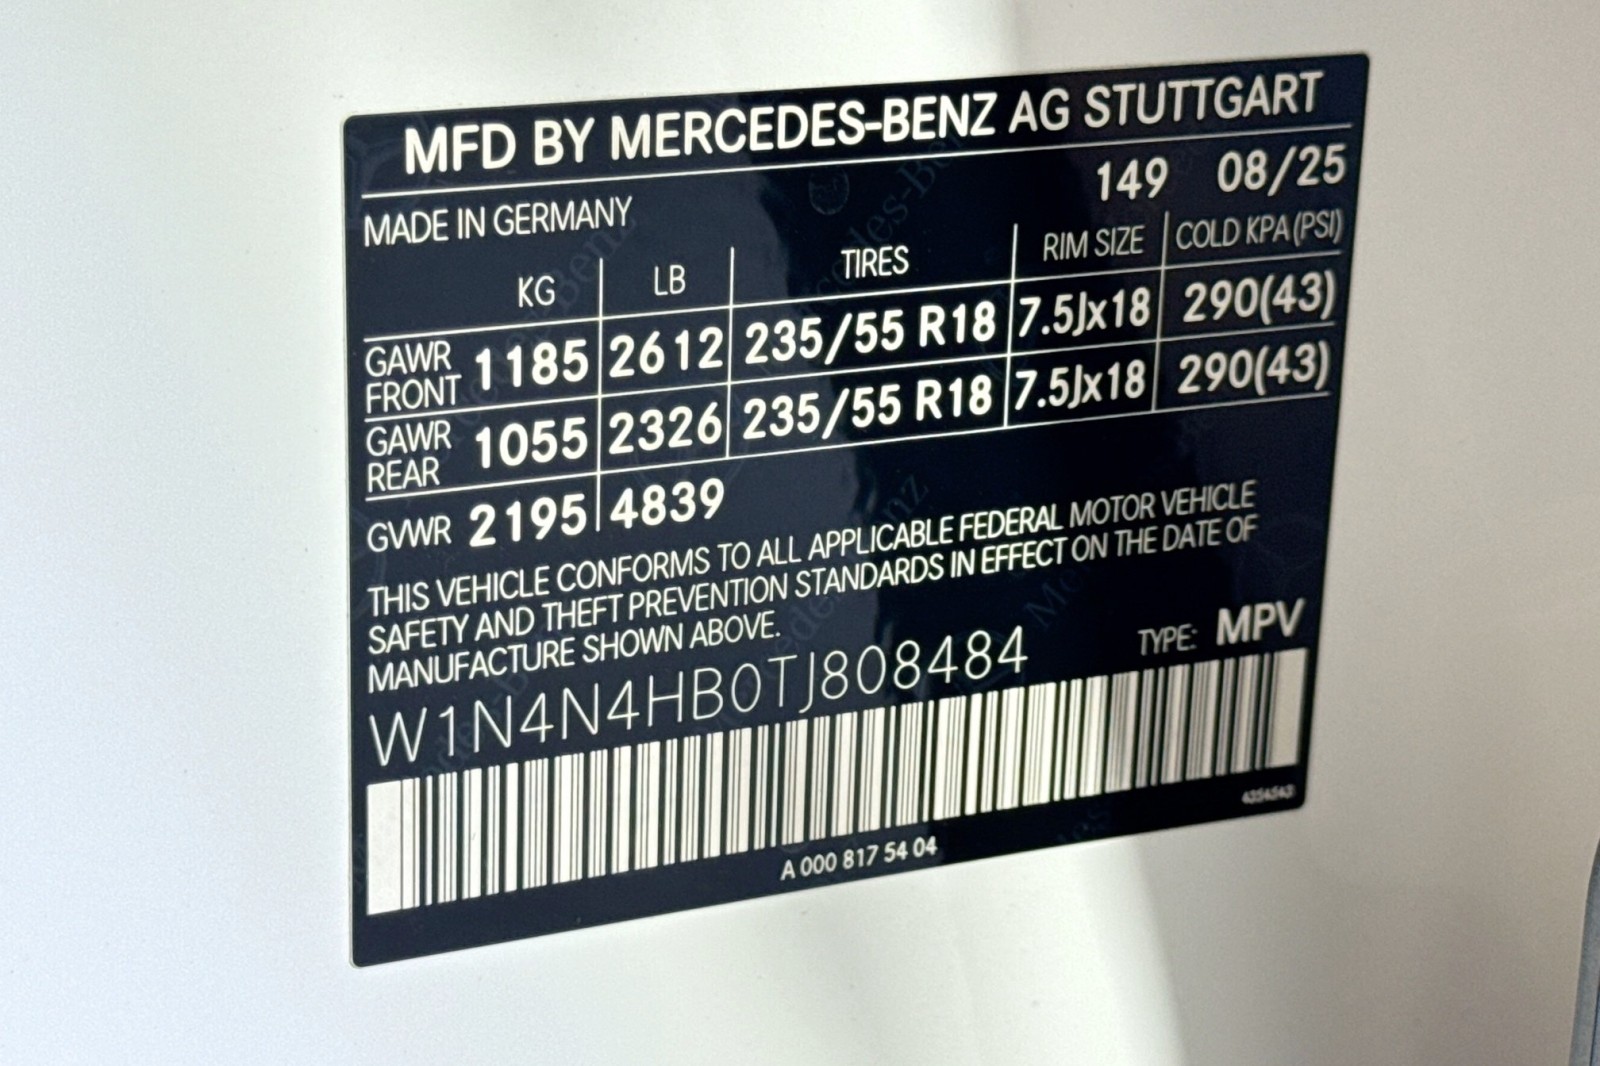 MFD BY MERCEDES-BENZ AG STUTTGART
149 08/25
MADE IN GERMANY
KG LB TIRES RIM SIZE COLD KPA(PSI)
GAWR FRONT 1185 2612 235/55 R18 7.5Jx18 290(43)
GAWR REAR 1055 2326 235/55 R18 7.5Jx18 290(43)
GVWR 2195 4839
THIS VEHICLE CONFORMS TO ALL APPLICABLE FEDERAL MOTOR VEHICLE
SAFETY AND THEFT PREVENTION STANDARDS IN EFFECT ON THE DATE OF
MANUFACTURE SHOWN ABOVE.
W1N4N4HB0TJ808484 TYPE: MPV
4354543
A 000 817 54 04